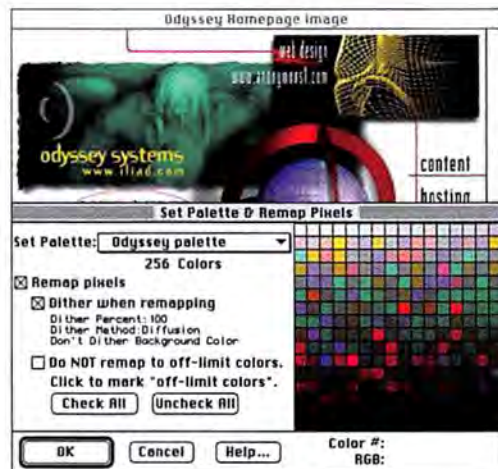 Odyssey Homepage image
web design
www.anonymous1.com
odyssey systems
www.iliad.com
content
hosting
Set Palette & Remap Pixels
Set Palette: Odyssey palette
256 Colors
Remap pixels
Dither when remapping
Dither Percent:100
Dither Method:Diffusion
Don't Dither Background Color
Do NOT remap to off-limit colors.
Click to mark "off-limit colors".
Check All Uncheck All
OK Cancel Help... Color #:
RGB: